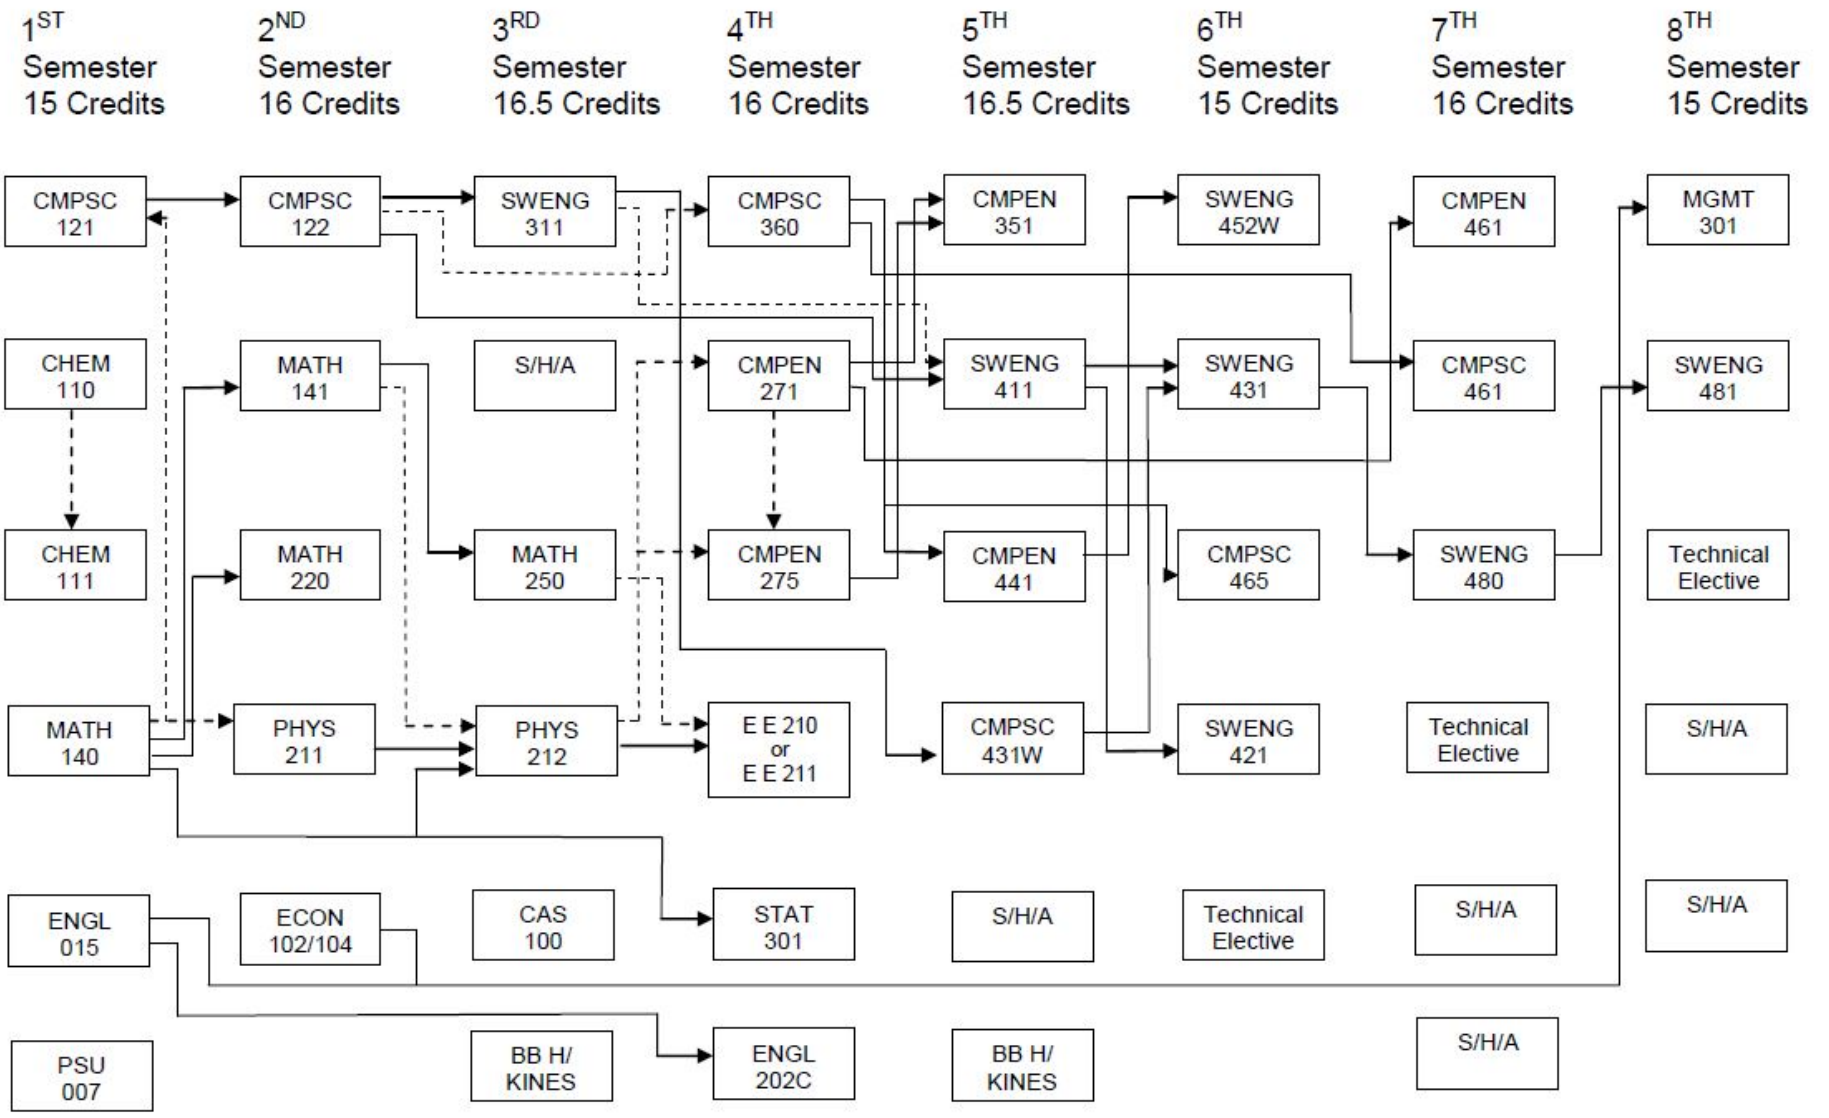 1ST
Semester
15 Credits
2ND
Semester
16 Credits
3RD
Semester
16.5 Credits
4TH
Semester
16 Credits
5TH
Semester
16.5 Credits
6TH
Semester
15 Credits
7TH
Semester
16 Credits
8TH
Semester
15 Credits
CMPSC
121
CMPSC
122
SWENG
311
CMPSC
360
CMPEN
351
SWENG
452W
CMPEN
461
MGMT
301
CHEM
110
MATH
141
S/H/A
CMPEN
271
SWENG
411
SWENG
431
CMPSC
461
SWENG
481
CHEM
111
MATH
220
MATH
250
CMPEN
275
CMPEN
441
CMPSC
465
SWENG
480
Technical
Elective
MATH
140
PHYS
211
PHYS
212
E E 210
or
E E 211
CMPSC
431W
SWENG
421
Technical
Elective
S/H/A
ENGL
015
ECON
102/104
CAS
100
STAT
301
S/H/A
Technical
Elective
S/H/A
S/H/A
PSU
007
BB H/
KINES
ENGL
202C
BB H/
KINES
S/H/A